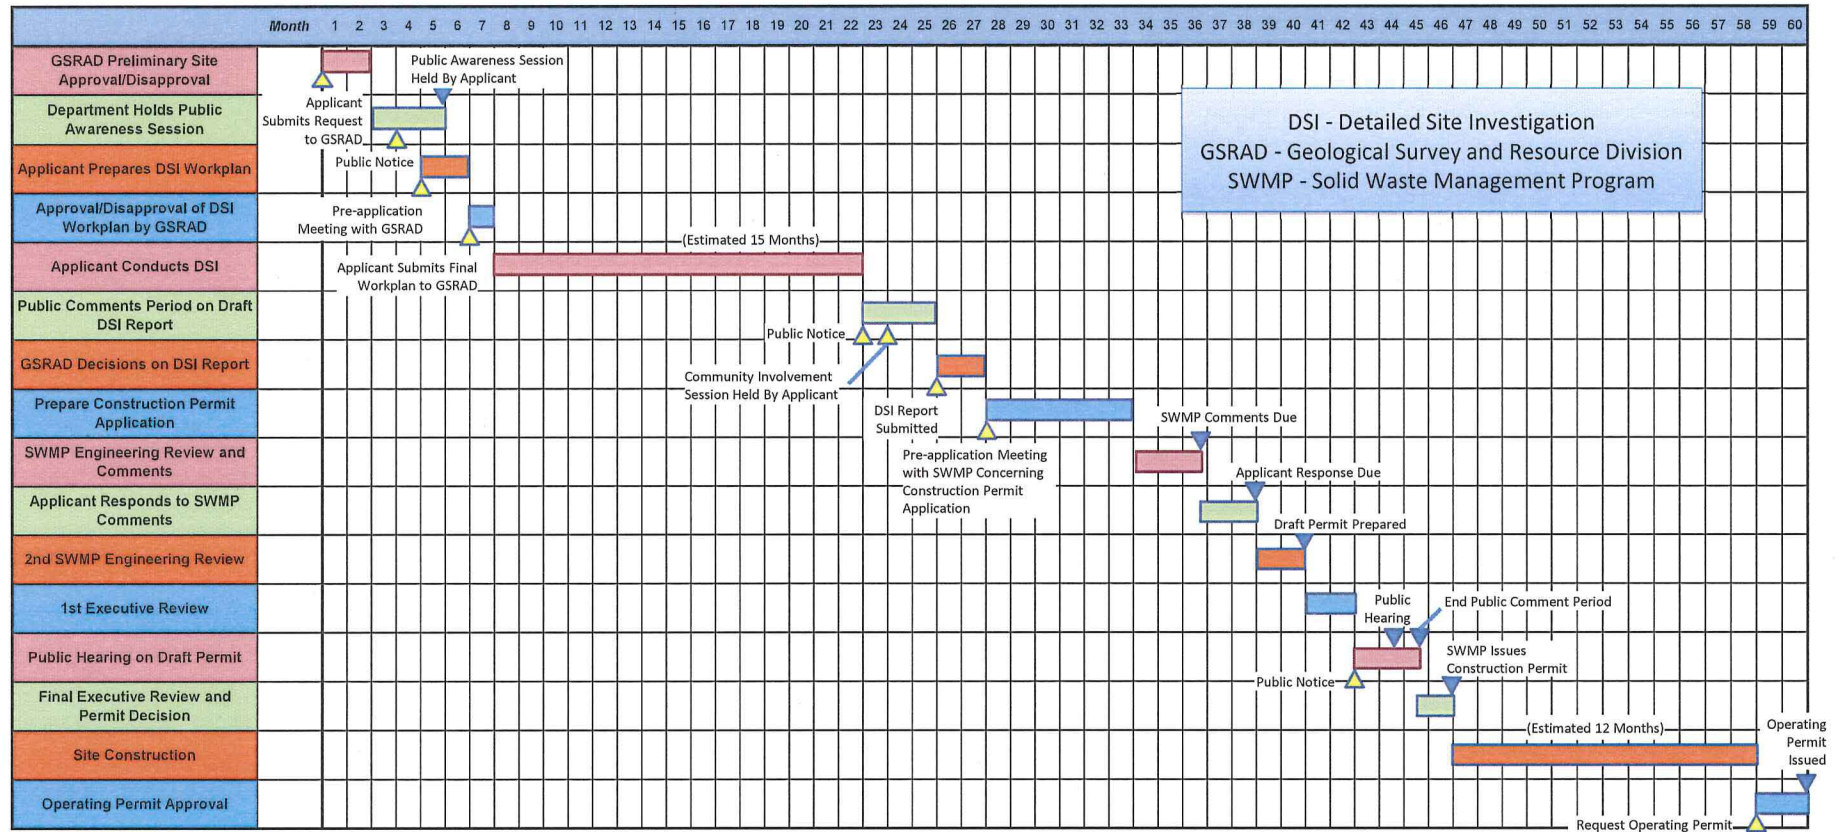 Month 1 2 3 4 5 6 7 8 9 10 11 12 13 14 15 16 17 18 19 20 21 22 23 24 25 26 27 28 29 30 31 32 33 34 35 36 37 38 39 40 41 42 43 44 45 46 47 48 49 50 51 52 53 54 55 56 57 58 59 60
GSRAD Preliminary Site
Approval/Disapproval
Public Awareness Session
Held By Applicant
Department Holds Public
Awareness Session
Applicant
Submits Request
to GSRAD
DSI - Detailed Site Investigation
GSRAD - Geological Survey and Resource Division
SWMP - Solid Waste Management Program
Applicant Prepares DSI Workplan
Public Notice
Approval/Disapproval of DSI
Workplan by GSRAD
Pre-application
Meeting with GSRAD
(Estimated 15 Months)
Applicant Conducts DSI
Applicant Submits Final
Workplan to GSRAD
Public Comments Period on Draft
DSI Report
Public Notice
GSRAD Decisions on DSI Report
Community Involvement
Session Held By Applicant
Prepare Construction Permit
Application
DSI Report
Submitted
SWMP Comments Due
SWMP Engineering Review and
Comments
Pre-application Meeting
with SWMP Concerning
Construction Permit
Application
Applicant Response Due
Applicant Responds to SWMP
Comments
Draft Permit Prepared
2nd SWMP Engineering Review
1st Executive Review
Public
Hearing
End Public Comment Period
Public Hearing on Draft Permit
SWMP Issues
Construction Permit
Public Notice
Final Executive Review and
Permit Decision
(Estimated 12 Months)
Operating
Permit
Issued
Site Construction
Operating Permit Approval
Request Operating Permit